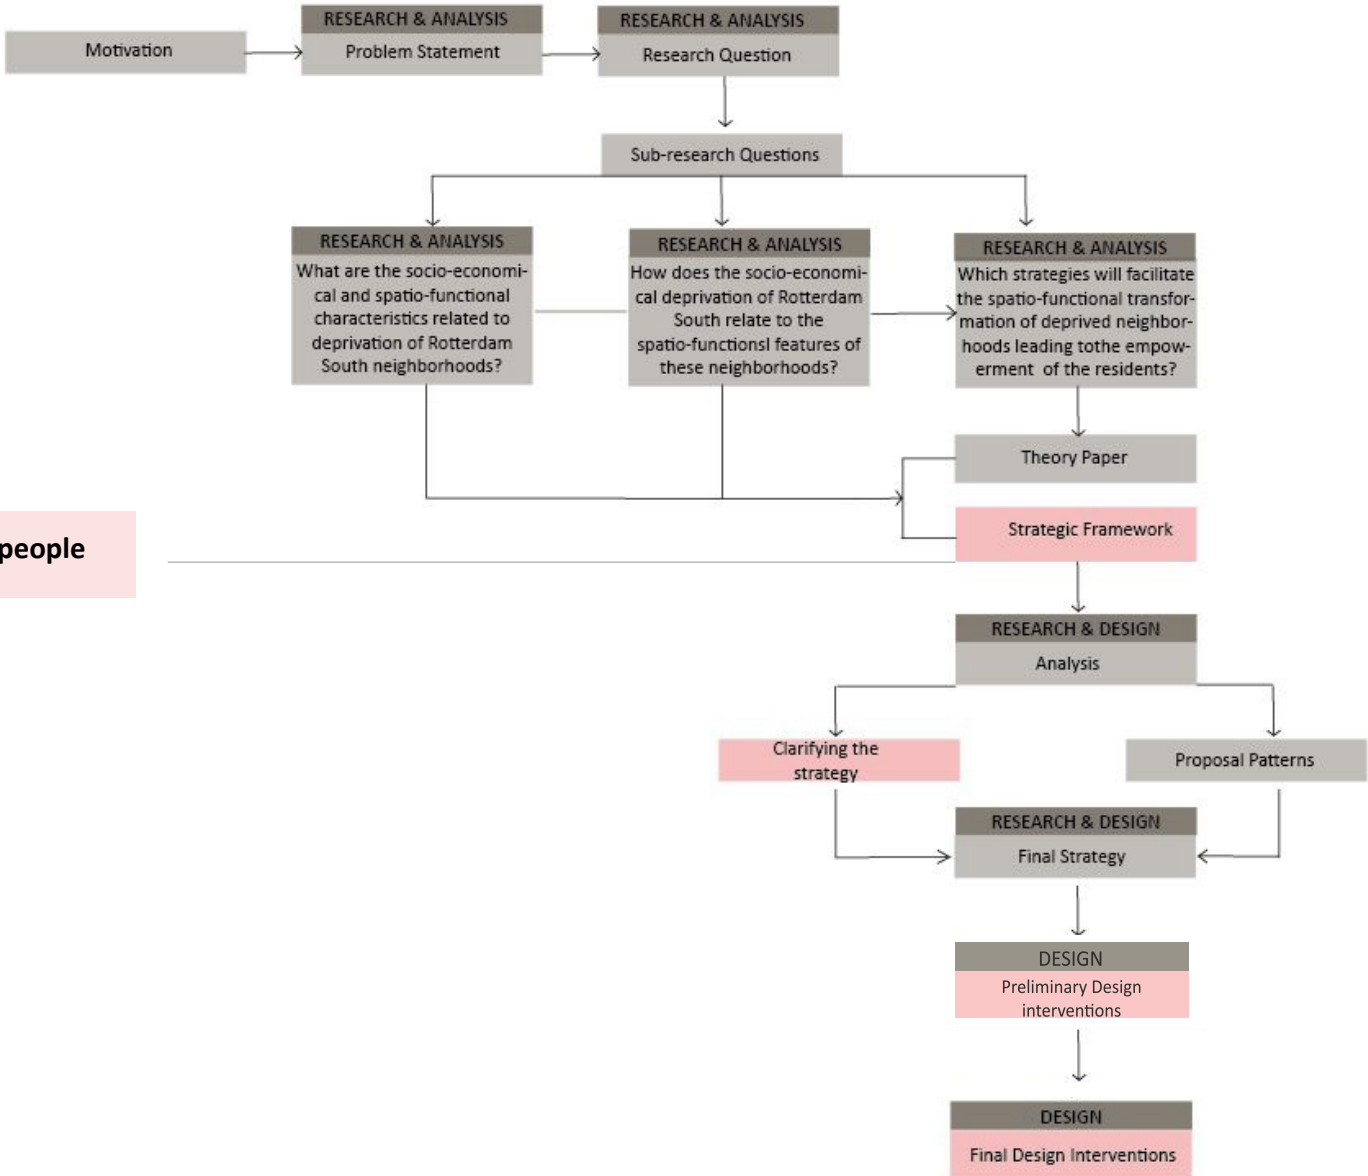 RESEARCH & ANALYSIS
RESEARCH & ANALYSIS
Motivation
Problem Statement
Research Question
Sub-research Questions
RESEARCH & ANALYSIS
What are the socio-economi-
cal and spatio-functional
characteristics related to
deprivation of Rotterdam
South neighborhoods?
RESEARCH & ANALYSIS
How does the socio-economi-
cal deprivation of Rotterdam
South relate to the
spatio-functionsl features of
these neighborhoods?
RESEARCH & ANALYSIS
Which strategies will facilitate
the spatio-functional transfor-
mation of deprived neighbor-
hoods leading tothe empow-
erment of the residents?
Theory Paper
Strategic Framework
people
RESEARCH & DESIGN
Analysis
Clarifying the
strategy
Proposal Patterns
RESEARCH & DESIGN
Final Strategy
DESIGN
Preliminary Design
interventions
DESIGN
Final Design Interventions